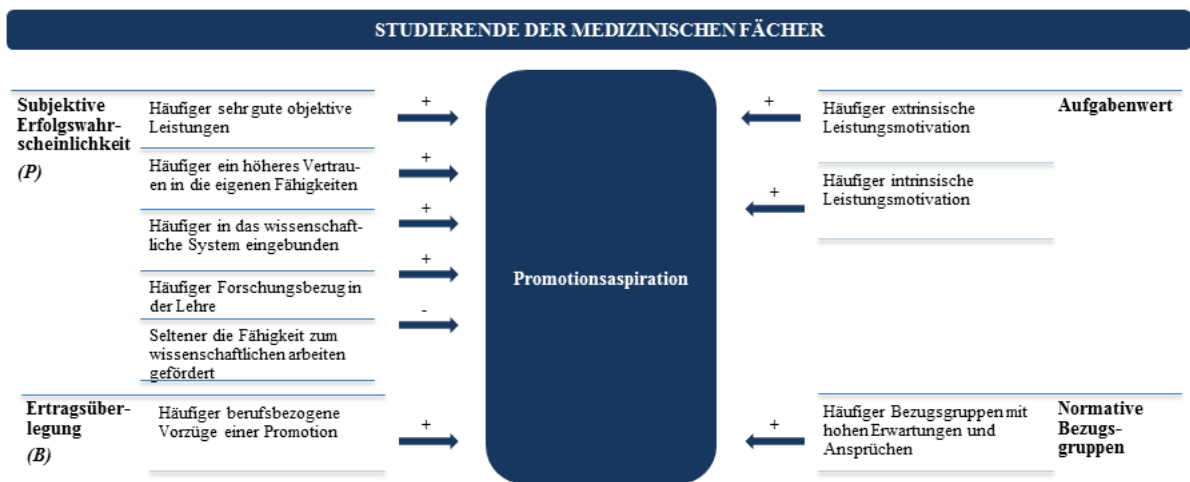 STUDIERENDE DER MEDIZINISCHEN FÄCHER
Subjektive
Erfolgswahr-
scheinlichkeit
(P)
Häufiger sehr gute objektive
Leistungen
+
Häufiger ein höheres Vertrau-
en in die eigenen Fähigkeiten
+
Häufiger in das wissenschaft-
liche System eingebunden
+
Häufiger Forschungsbezug in
der Lehre
+
Seltener die Fähigkeit zum
wissenschaftlichen arbeiten
gefördert
-
Ertragsüber-
legung
(B)
Häufiger berufsbezogene
Vorzüge einer Promotion
+
Promotionsaspiration
+
Häufiger extrinsische
Leistungsmotivation
Aufgabenwert
+
Häufiger intrinsische
Leistungsmotivation
+
Häufiger Bezugsgruppen mit
hohen Erwartungen und
Ansprüchen
Normative
Bezugs-
gruppen